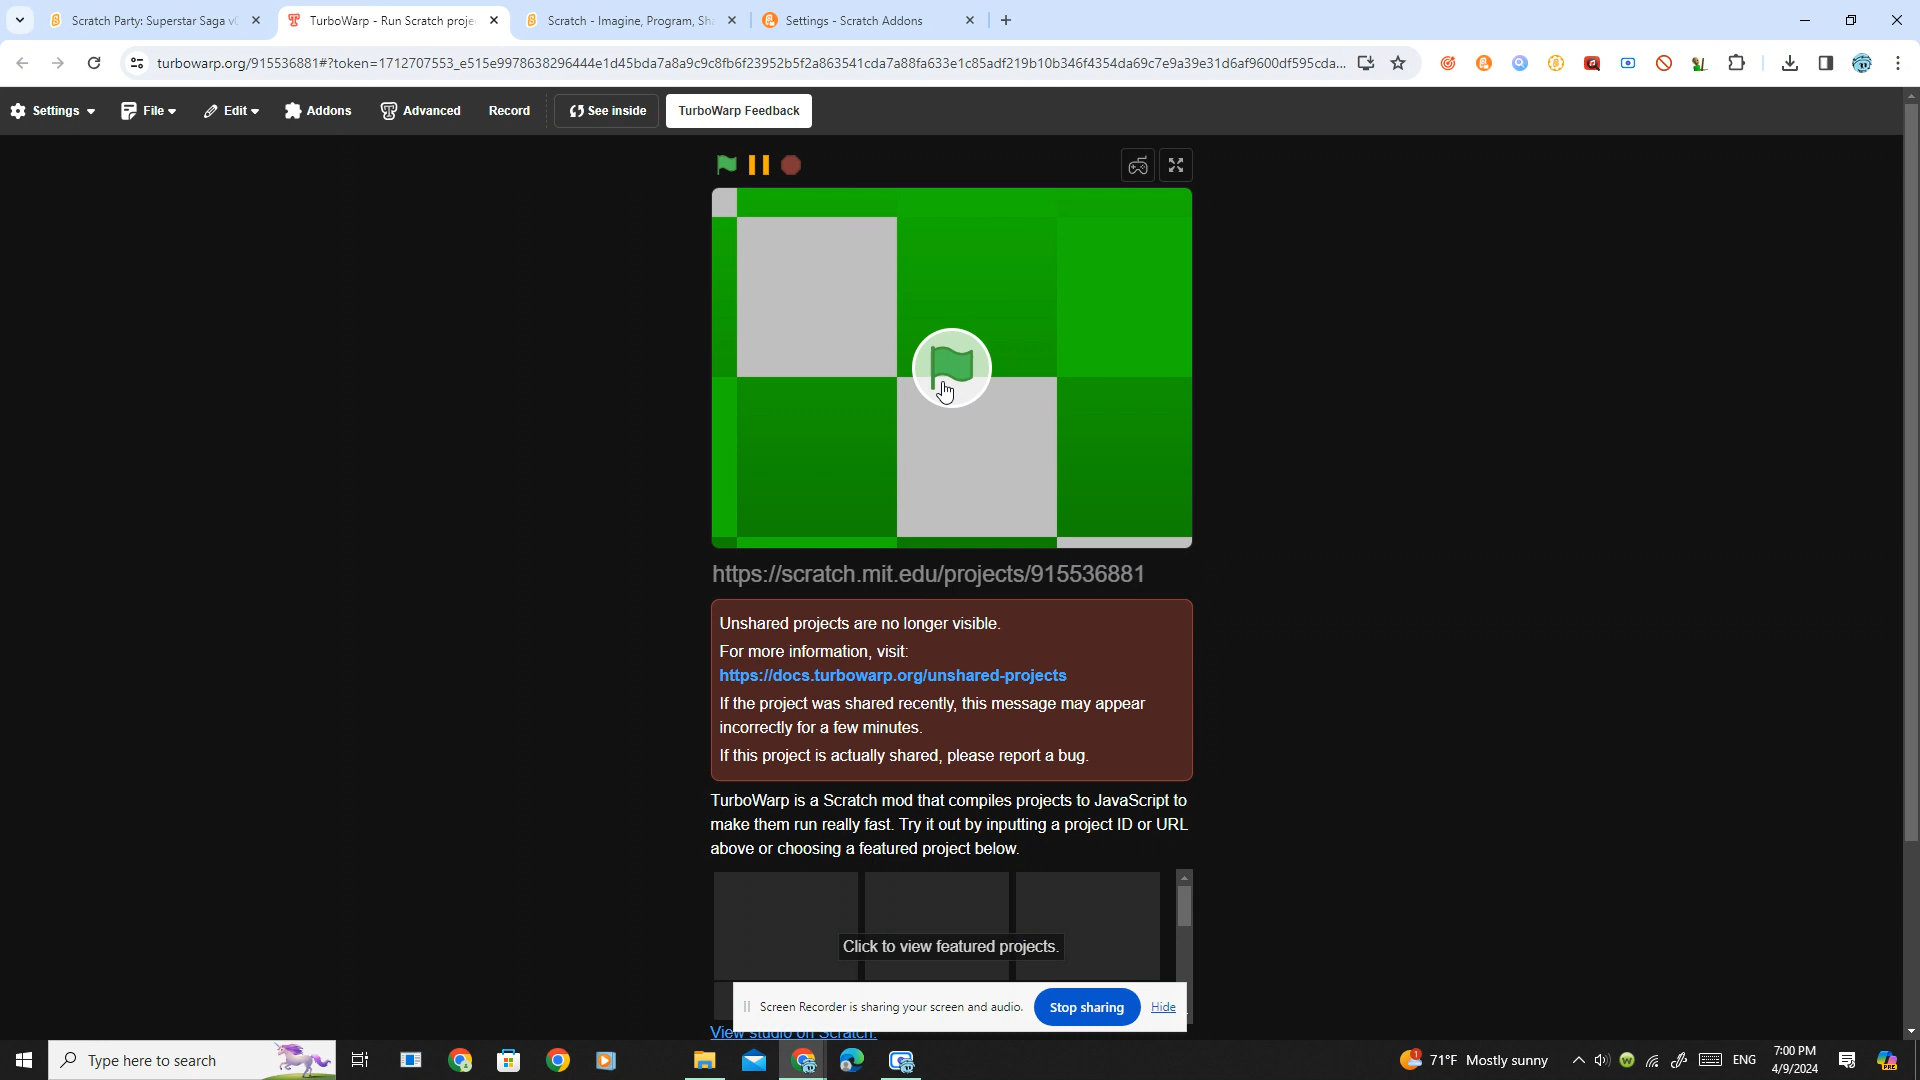 Scratch Party: Superstar Saga v
TurboWarp - Run Scratch proje
Scratch - Imagine, Program, Sha
Settings - Scratch Addons
turbowarp.org/915536881#?token=1712707553_e515e9978638296444e1d45bda7a8a9c9c8fb6f23952b5f2a863541cda7a88fa633e1c85adf219b10b346f4354da69c7e9a39e31d6af9600df595cda...
Settings
File
Edit
Addons
Advanced
Record
See inside
TurboWarp Feedback
https://scratch.mit.edu/projects/915536881
Unshared projects are no longer visible.
For more information, visit:
https://docs.turbowarp.org/unshared-projects
If the project was shared recently, this message may appear
incorrectly for a few minutes.
If this project is actually shared, please report a bug.
TurboWarp is a Scratch mod that compiles projects to JavaScript to
make them run really fast. Try it out by inputting a project ID or URL
above or choosing a featured project below.
Click to view featured projects.
Screen Recorder is sharing your screen and audio.
Stop sharing
Hide
View studio on Scratch.
Type here to search
71°F Mostly sunny
ENG
7:00 PM
4/9/2024